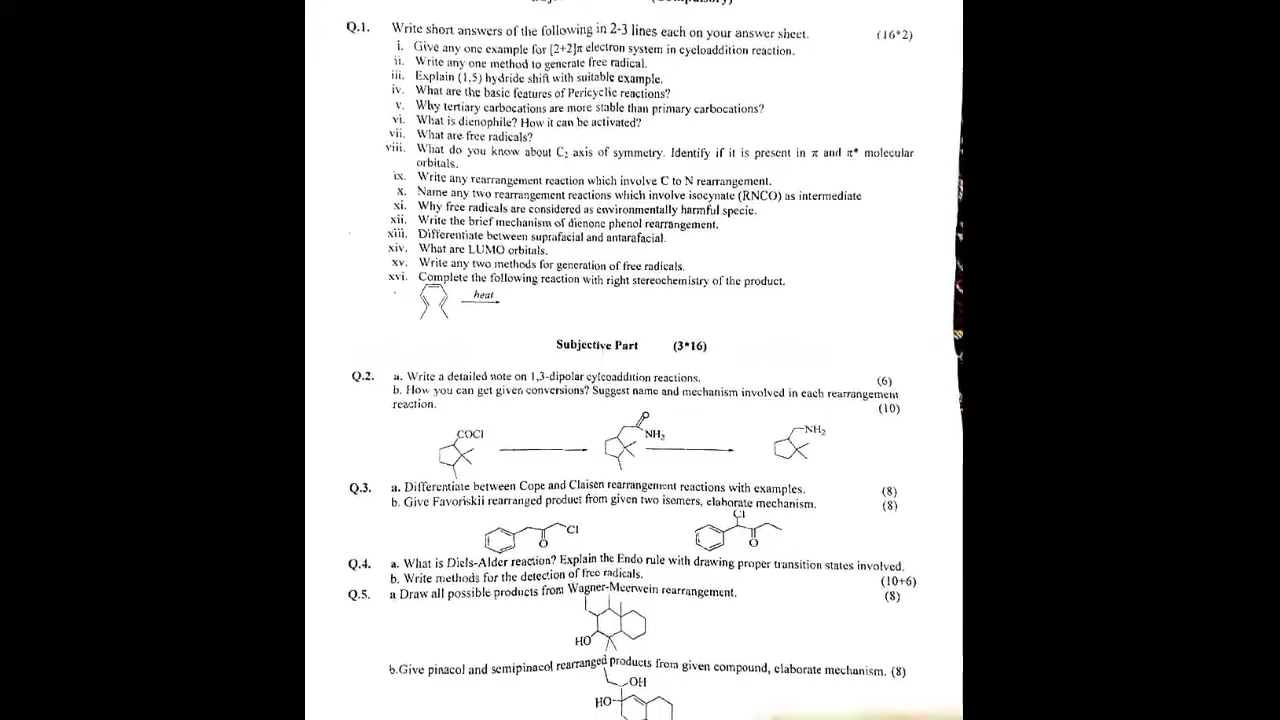 (Compulsory)
Q.1. Write short answers of the following in 2-3 lines each on your answer sheet. (16*2)
i. Give any one example for [2+2]π electron system in cycloaddition reaction.
ii. Write any one method to generate free radical.
iii. Explain (1,5) hydride shift with suitable example.
iv. What are the basic features of Pericyclic reactions?
v. Why tertiary carbocations are more stable than primary carbocations?
vi. What is dienophile? How it can be activated?
vii. What are free radicals?
viii. What do you know about C₂ axis of symmetry. Identify if it is present in π and π* molecular
orbitals.
ix. Write any rearrangement reaction which involve C to N rearrangement.
x. Name any two rearrangement reactions which involve isocynate (RNCO) as intermediate
xi. Why free radicals are considered as environmentally harmful specie.
xii. Write the brief mechanism of dienone phenol rearrangement.
xiii. Differentiate between suprafacial and antarafacial.
xiv. What are LUMO orbitals.
xv. Write any two methods for generation of free radicals.
xvi. Complete the following reaction with right stereochemistry of the product.
heat
Subjective Part (3*16)
Q.2. a. Write a detailed note on 1,3-dipolar cylcoaddition reactions. (6)
b. How you can get given conversions? Suggest name and mechanism involved in each rearrangement
reaction. (10)
COCl O NH₂ NH₂
Q.3. a. Differentiate between Cope and Claisen rearrangement reactions with examples. (8)
b. Give Favoriskii rearranged product from given two isomers, elaborate mechanism. (8)
Cl O Cl O
Q.4. a. What is Diels-Alder reaction? Explain the Endo rule with drawing proper transition states involved.
b. Write methods for the detection of free radicals. (10+6)
Q.5. a Draw all possible products from Wagner-Meerwein rearrangement. (8)
HO
b.Give pinacol and semipinacol rearranged products from given compound, elaborate mechanism. (8)
OH
HO